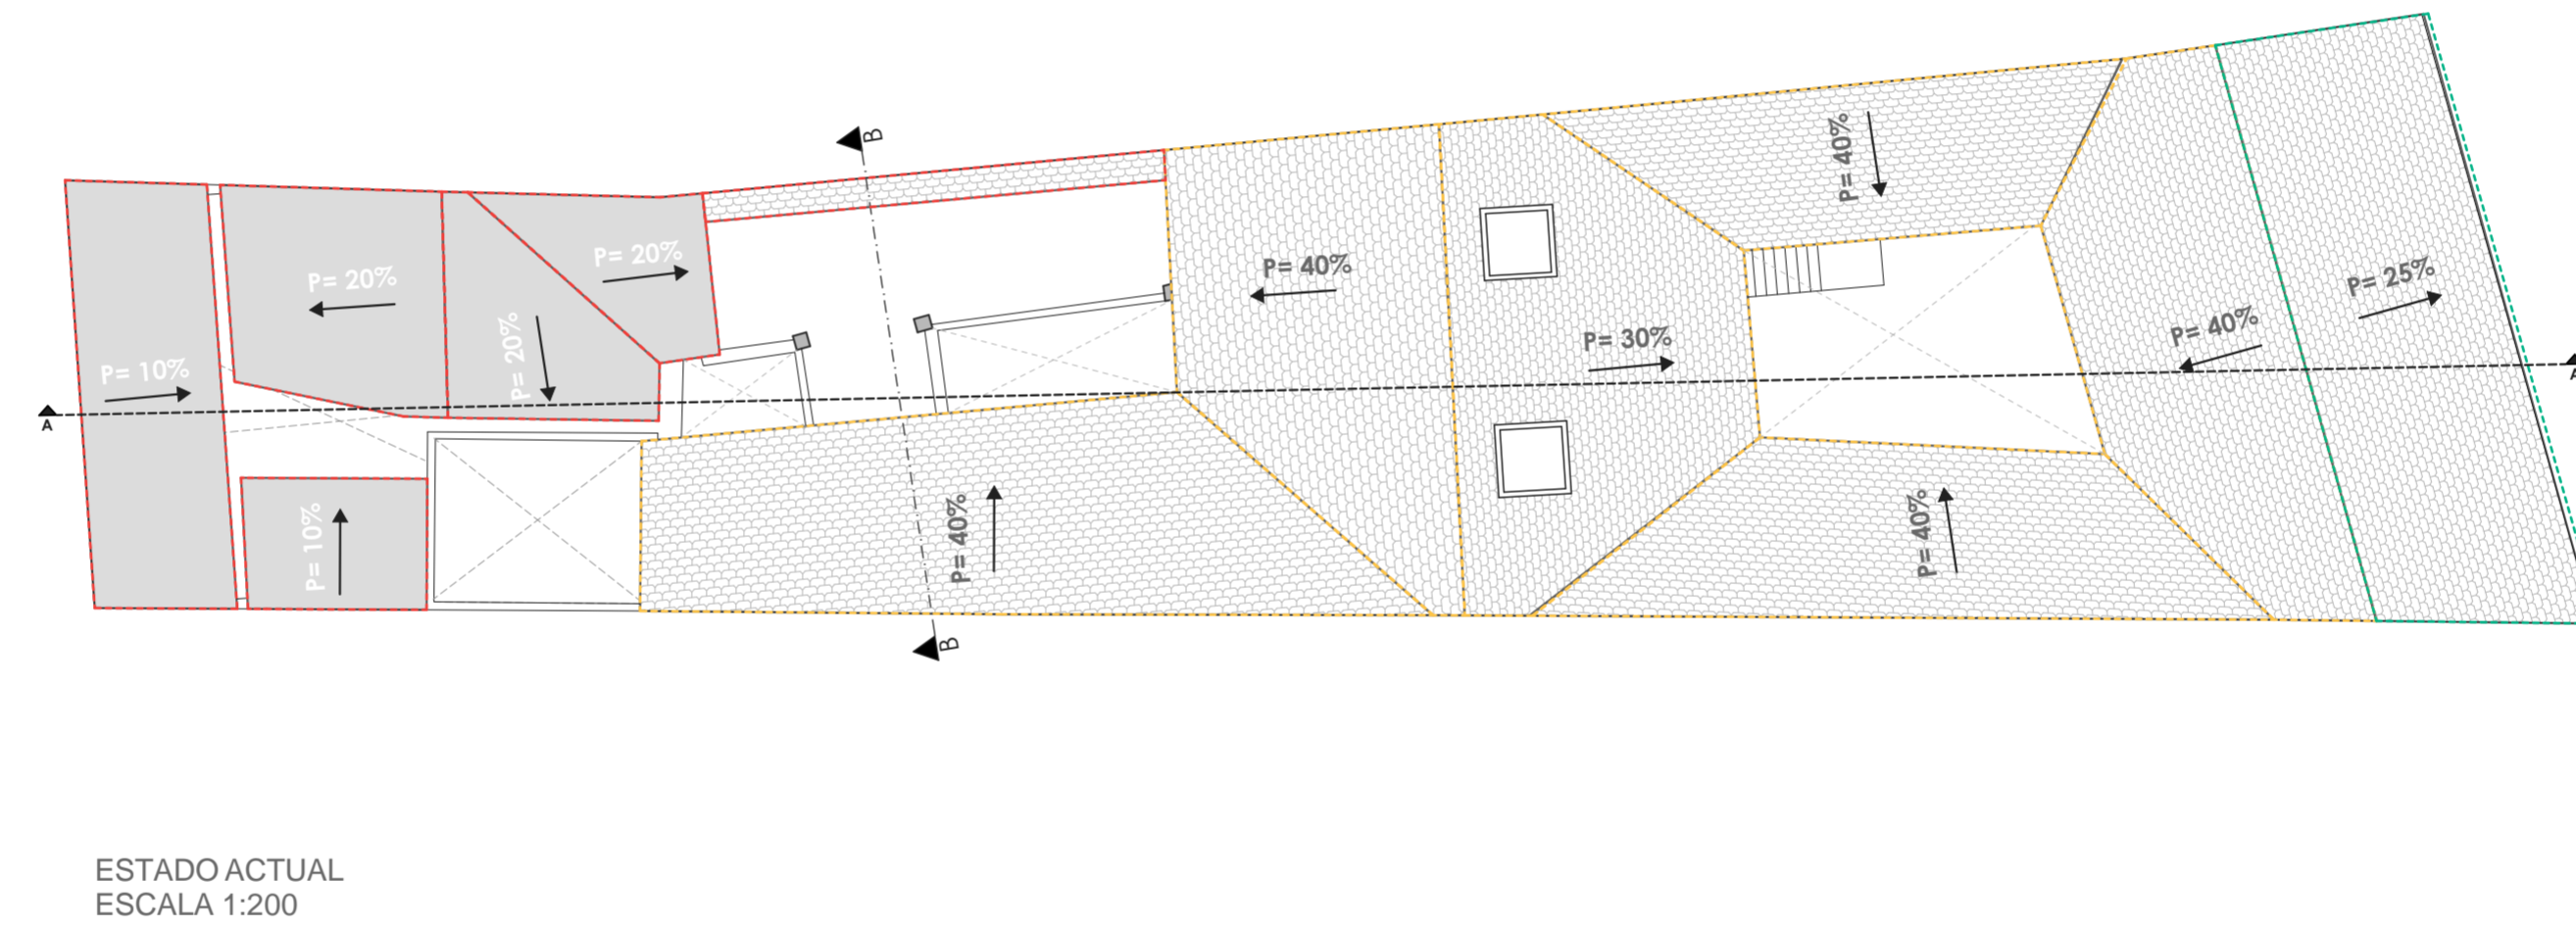 B
P= 40%
P= 20%
P= 20%
P= 40%
P= 25%
P= 20%
P= 30%
P= 40%
P= 10%
A
A
P= 10%
P= 40%
P= 40%
B
ESTADO ACTUAL
ESCALA 1:200